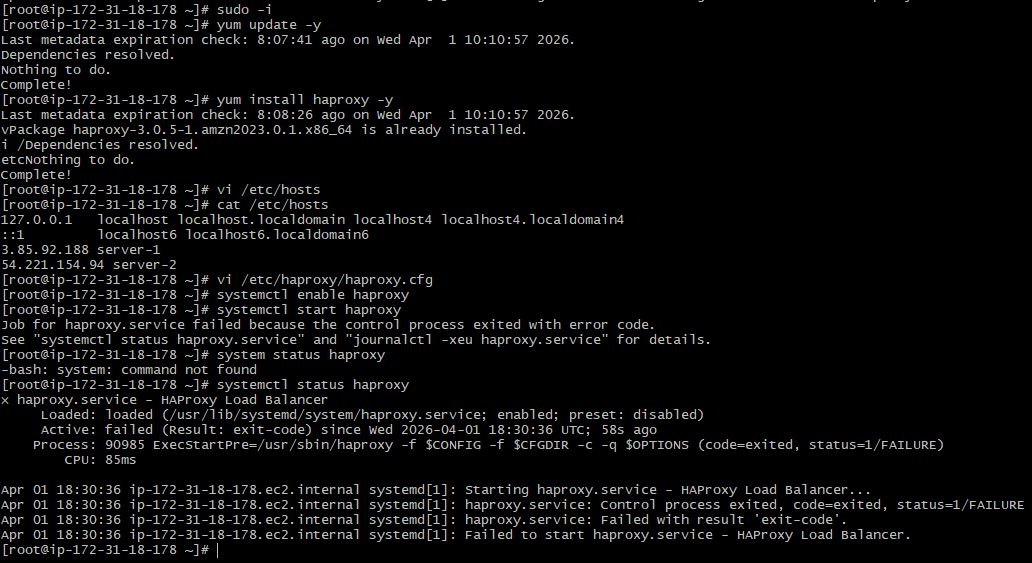 [root@ip-172-31-18-178 ~]# sudo -i
[root@ip-172-31-18-178 ~]# yum update -y
Last metadata expiration check: 8:07:41 ago on Wed Apr  1 10:10:57 2026.
Dependencies resolved.
Nothing to do.
Complete!
[root@ip-172-31-18-178 ~]# yum install haproxy -y
Last metadata expiration check: 8:08:26 ago on Wed Apr  1 10:10:57 2026.
vPackage haproxy-3.0.5-1.amzn2023.0.1.x86_64 is already installed.
i /Dependencies resolved.
etcNothing to do.
Complete!
[root@ip-172-31-18-178 ~]# vi /etc/hosts
[root@ip-172-31-18-178 ~]# cat /etc/hosts
127.0.0.1   localhost localhost.localdomain localhost4 localhost4.localdomain4
::1         localhost6 localhost6.localdomain6
3.85.92.188 server-1
54.221.154.94 server-2
[root@ip-172-31-18-178 ~]# vi /etc/haproxy/haproxy.cfg
[root@ip-172-31-18-178 ~]# systemctl enable haproxy
[root@ip-172-31-18-178 ~]# systemctl start haproxy
Job for haproxy.service failed because the control process exited with error code.
See "systemctl status haproxy.service" and "journalctl -xeu haproxy.service" for details.
[root@ip-172-31-18-178 ~]# system status haproxy
-bash: system: command not found
[root@ip-172-31-18-178 ~]# systemctl status haproxy
× haproxy.service - HAProxy Load Balancer
     Loaded: loaded (/usr/lib/systemd/system/haproxy.service; enabled; preset: disabled)
     Active: failed (Result: exit-code) since Wed 2026-04-01 18:30:36 UTC; 58s ago
    Process: 90985 ExecStartPre=/usr/sbin/haproxy -f $CONFIG -f $CFGDIR -c -q $OPTIONS (code=exited, status=1/FAILURE)
        CPU: 85ms

Apr 01 18:30:36 ip-172-31-18-178.ec2.internal systemd[1]: Starting haproxy.service - HAProxy Load Balancer...
Apr 01 18:30:36 ip-172-31-18-178.ec2.internal systemd[1]: haproxy.service: Control process exited, code=exited, status=1/FAILURE
Apr 01 18:30:36 ip-172-31-18-178.ec2.internal systemd[1]: haproxy.service: Failed with result 'exit-code'.
Apr 01 18:30:36 ip-172-31-18-178.ec2.internal systemd[1]: Failed to start haproxy.service - HAProxy Load Balancer.
[root@ip-172-31-18-178 ~]#